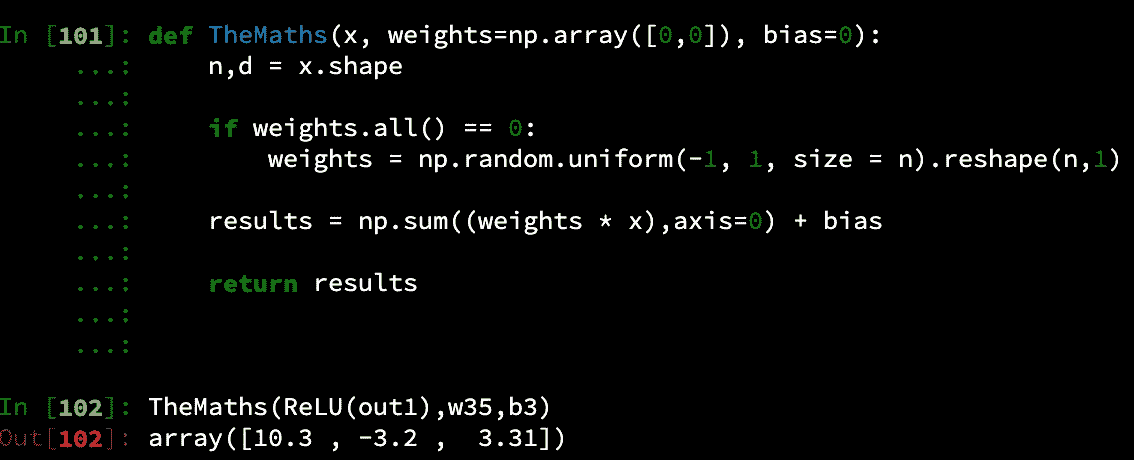 In [101]: def TheMaths(x, weights=np.array([0,0]), bias=0):
...: n,d = x.shape
...:
...: if weights.all() == 0:
...: weights = np.random.uniform(-1, 1, size = n).reshape(n,1)
...:
...: results = np.sum((weights * x),axis=0) + bias
...:
...: return results
...:
...:
In [102]: TheMaths(ReLU(out1),w35,b3)
Out[102]: array([10.3 , -3.2 ,  3.31])